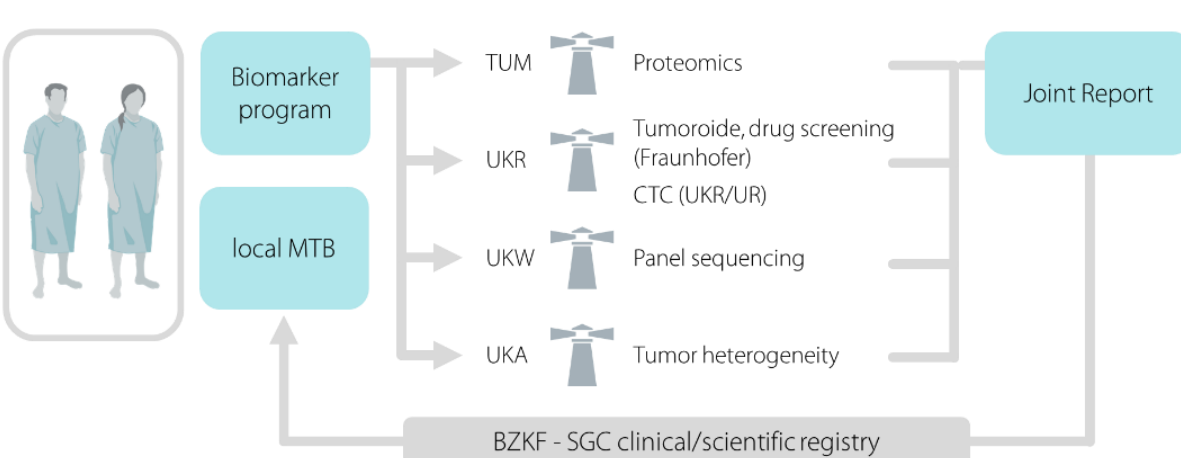 Biomarker
program
local MTB
TUM
Proteomics
UKR
Tumoroide, drug screening
(Fraunhofer)
CTC (UKR/UR)
UKW
Panel sequencing
UKA
Tumor heterogeneity
Joint Report
BZKF - SGC clinical/scientific registry